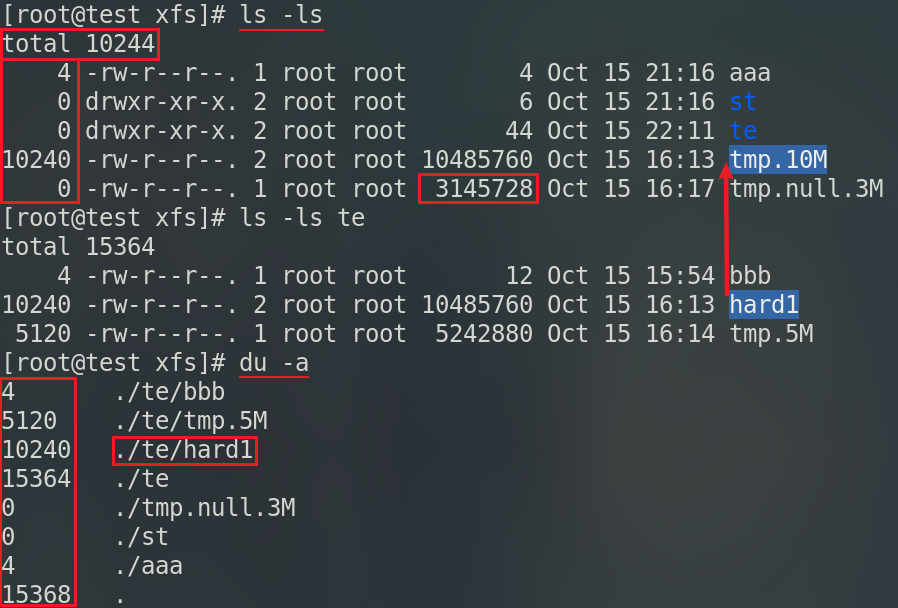 [root@test xfs]# ls -ls
total 10244
    4 -rw-r--r--. 1 root root        4 Oct 15 21:16 aaa
    0 drwxr-xr-x. 2 root root        6 Oct 15 21:16 st
    0 drwxr-xr-x. 2 root root       44 Oct 15 22:11 te
10240 -rw-r--r--. 2 root root 10485760 Oct 15 16:13 tmp.10M
    0 -rw-r--r--. 1 root root  3145728 Oct 15 16:17 tmp.null.3M
[root@test xfs]# ls -ls te
total 15364
    4 -rw-r--r--. 1 root root       12 Oct 15 15:54 bbb
10240 -rw-r--r--. 2 root root 10485760 Oct 15 16:13 hard1
 5120 -rw-r--r--. 1 root root  5242880 Oct 15 16:14 tmp.5M
[root@test xfs]# du -a
4       ./te/bbb
5120    ./te/tmp.5M
10240   ./te/hard1
15364   ./te
0       ./tmp.null.3M
0       ./st
4       ./aaa
15368   .